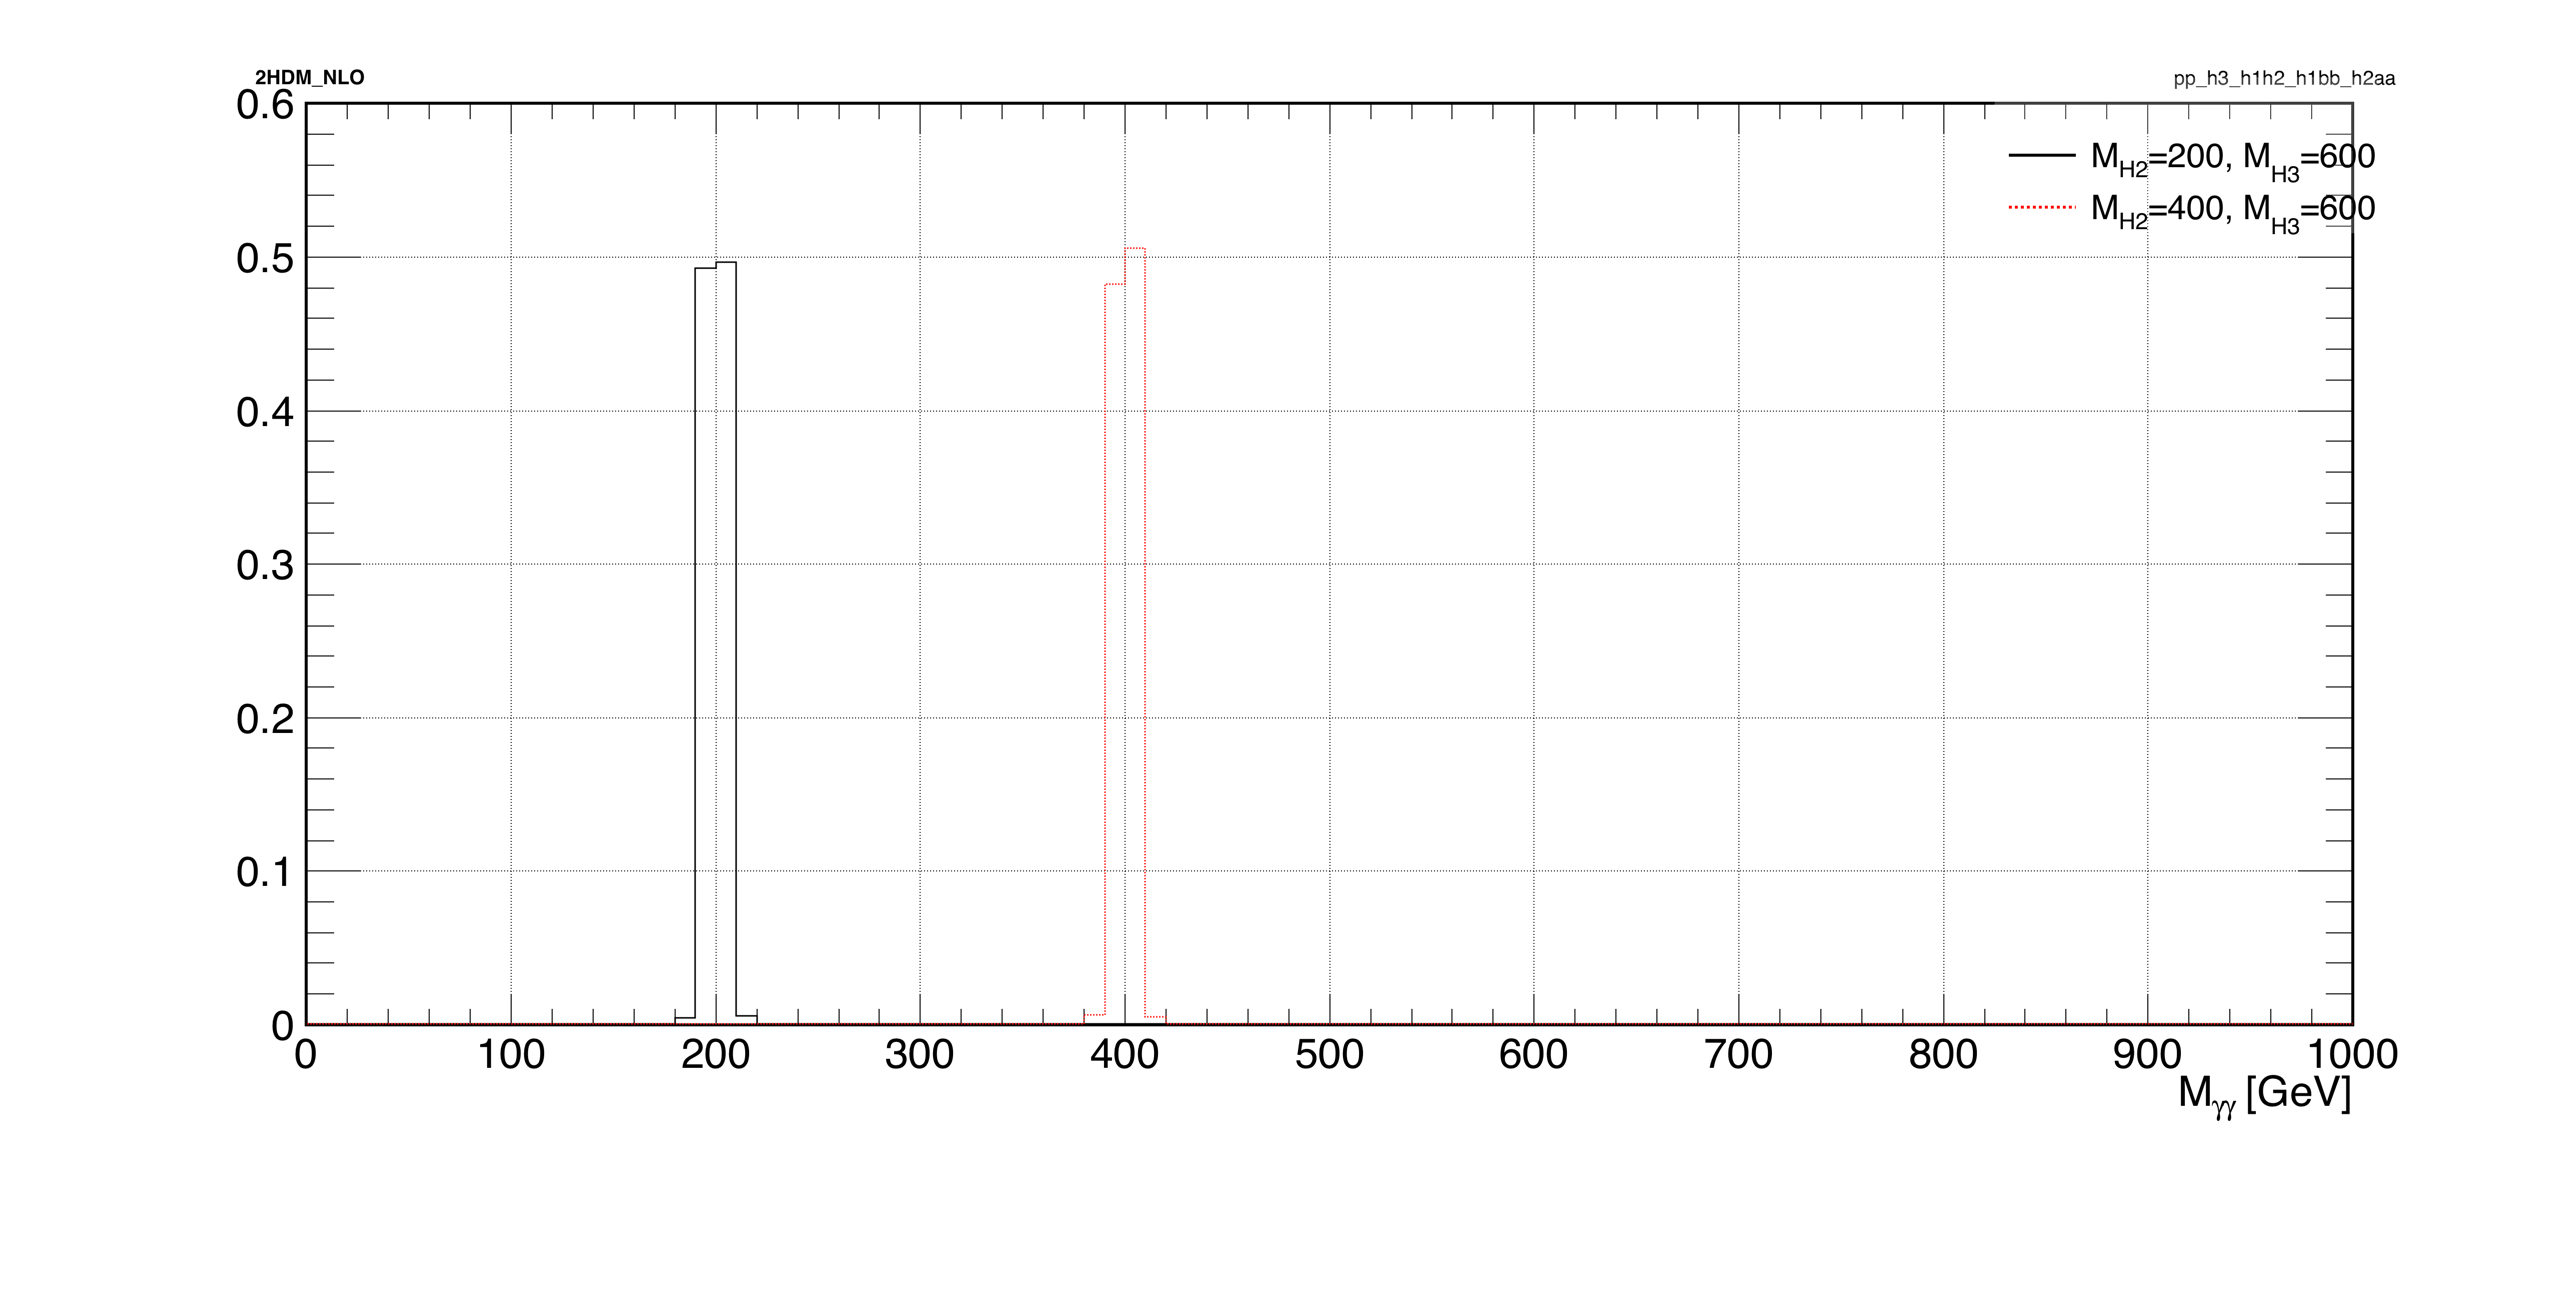 2HDM_NLO pp_h3_h1h2_h1bb_h2aa
0.6
M_H2=200, M_H3=600
M_H2=400, M_H3=600
0.5
0.4
0.3
0.2
0.1
0
0 100 200 300 400 500 600 700 800 900 1000
M_γγ [GeV]